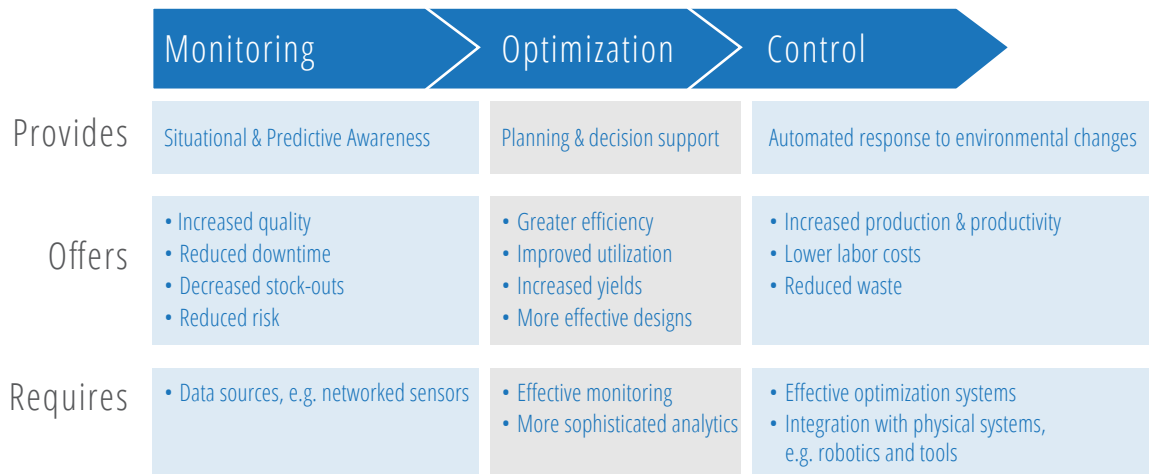 Monitoring
Optimization
Control
Provides
Situational & Predictive Awareness
Planning & decision support
Automated response to environmental changes
Offers
• Increased quality
• Reduced downtime
• Decreased stock-outs
• Reduced risk
• Greater efficiency
• Improved utilization
• Increased yields
• More effective designs
• Increased production & productivity
• Lower labor costs
• Reduced waste
Requires
• Data sources, e.g. networked sensors
• Effective monitoring
• More sophisticated analytics
• Effective optimization systems
• Integration with physical systems,
e.g. robotics and tools